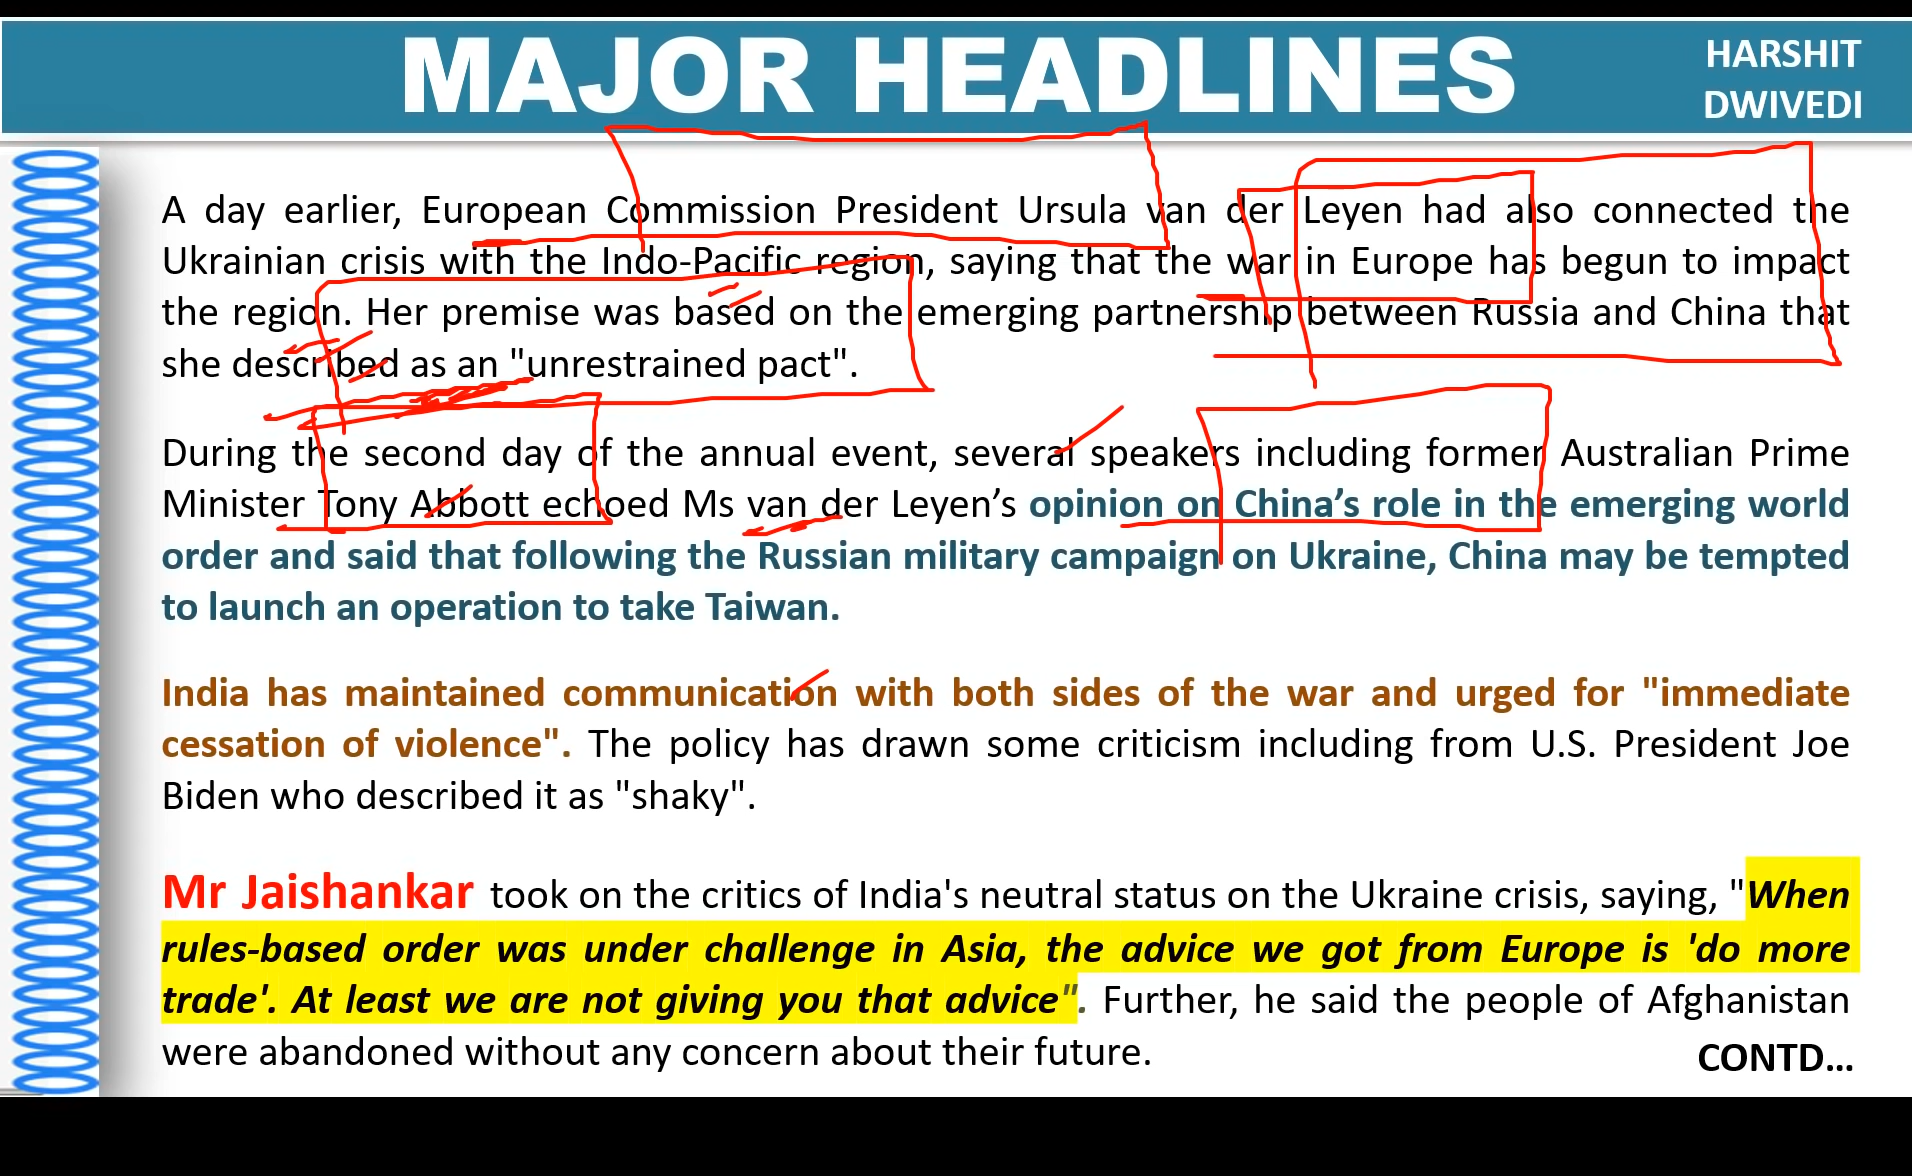 MAJOR HEADLINES
HARSHIT
DWIVEDI
A day earlier, European Commission President Ursula van der Leyen had also connected the
Ukrainian crisis with the Indo-Pacific region, saying that the war in Europe has begun to impact
the region. Her premise was based on the emerging partnership between Russia and China that
she described as an "unrestrained pact".
During the second day of the annual event, several speakers including former Australian Prime
Minister Tony Abbott echoed Ms van der Leyen’s opinion on China’s role in the emerging world
order and said that following the Russian military campaign on Ukraine, China may be tempted
to launch an operation to take Taiwan.
India has maintained communication with both sides of the war and urged for "immediate
cessation of violence". The policy has drawn some criticism including from U.S. President Joe
Biden who described it as "shaky".
Mr Jaishankar took on the critics of India's neutral status on the Ukraine crisis, saying, "When
rules-based order was under challenge in Asia, the advice we got from Europe is 'do more
trade'. At least we are not giving you that advice". Further, he said the people of Afghanistan
were abandoned without any concern about their future.
CONTD...